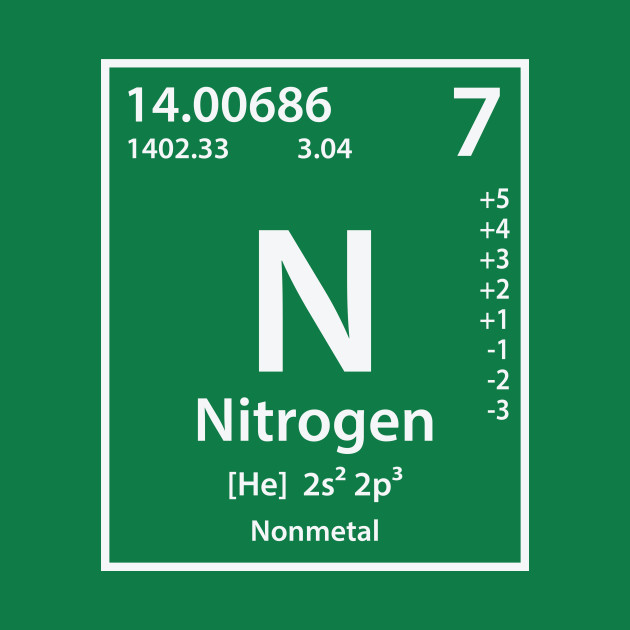 14.00686 7
1402.33 3.04
+5
+4
+3
+2
+1
-1
-2
-3
N
Nitrogen
[He] 2s² 2p³
Nonmetal